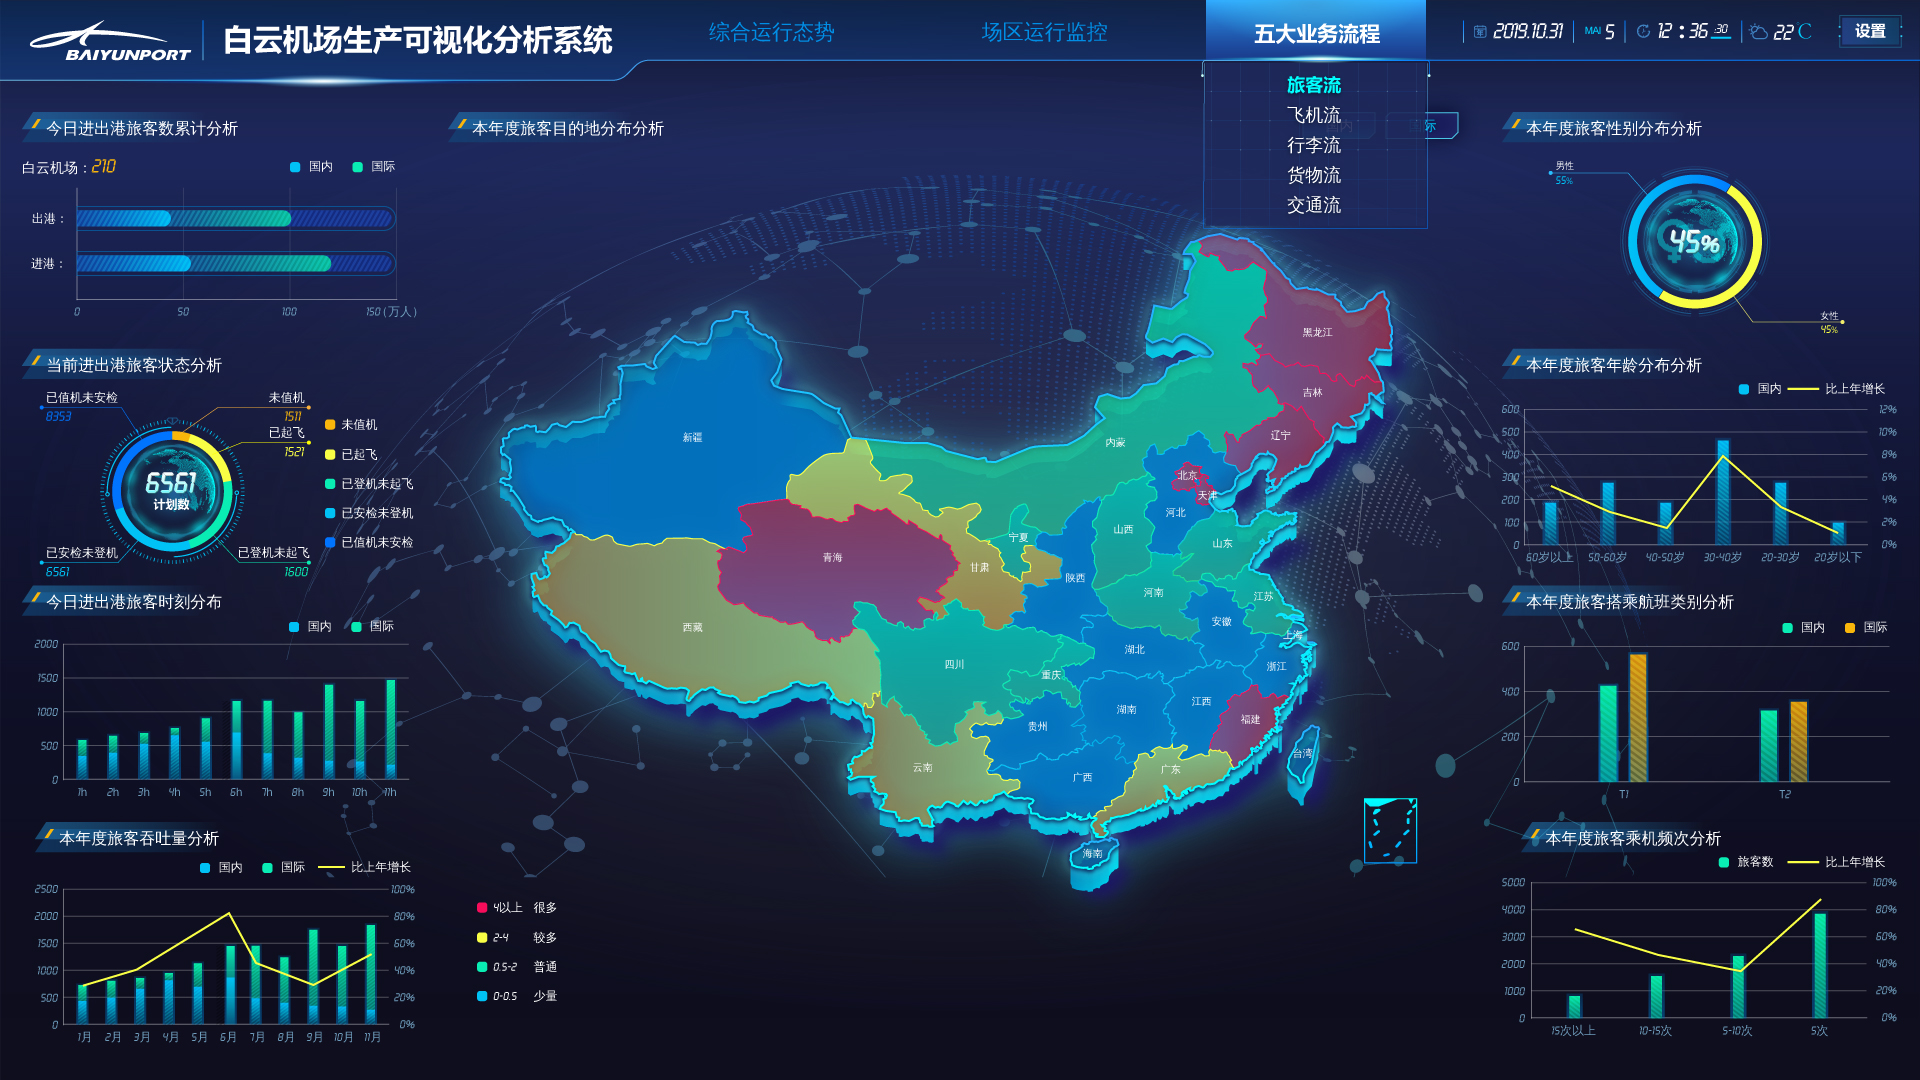 BAIYUNPORT
白云机场生产可视化分析系统
综合运行态势
场区运行监控
五大业务流程
2019.10.31
MAI 5
12 : 36 :30
22℃
设置
旅客流
飞机流
行李流
货物流
交通流
今日进出港旅客数累计分析
白云机场：210
国内
国际
出港：
进港：
0
50
100
150 (万人)
当前进出港旅客状态分析
已值机未安检
8353
未值机
1511
已起飞
1521
6561
计划数
已安检未登机
6561
已登机未起飞
1600
未值机
已起飞
已登机未起飞
已安检未登机
已值机未安检
今日进出港旅客时刻分布
国内
国际
2000
1500
1000
500
0
1h 2h 3h 4h 5h 6h 7h 8h 9h 10h 11h
本年度旅客吞吐量分析
国内
国际
比上年增长
2500
2000
1500
1000
500
0
100%
80%
60%
40%
20%
0%
1月 2月 3月 4月 5月 6月 7月 8月 9月 10月 11月
本年度旅客目的地分布分析
国际
黑龙江
吉林
辽宁
内蒙
新疆
北京
天津
河北
山西
山东
宁夏
青海
甘肃
陕西
河南
江苏
西藏
安徽
上海
湖北
四川
浙江
重庆
江西
湖南
福建
贵州
台湾
云南
广西
广东
海南
4以上 很多
2-4 较多
0.5-2 普通
0-0.5 少量
本年度旅客性别分布分析
男性
55%
45%
女性
45%
本年度旅客年龄分布分析
国内
比上年增长
600
500
400
300
200
100
0
12%
10%
8%
6%
4%
2%
0%
60岁以上 50-60岁 40-50岁 30-40岁 20-30岁 20岁以下
本年度旅客搭乘航班类别分析
国内
国际
600
400
200
0
T1 T2
本年度旅客乘机频次分析
旅客数
比上年增长
5000
4000
3000
2000
1000
0
100%
80%
60%
40%
20%
0%
15次以上 10-15次 5-10次 5次